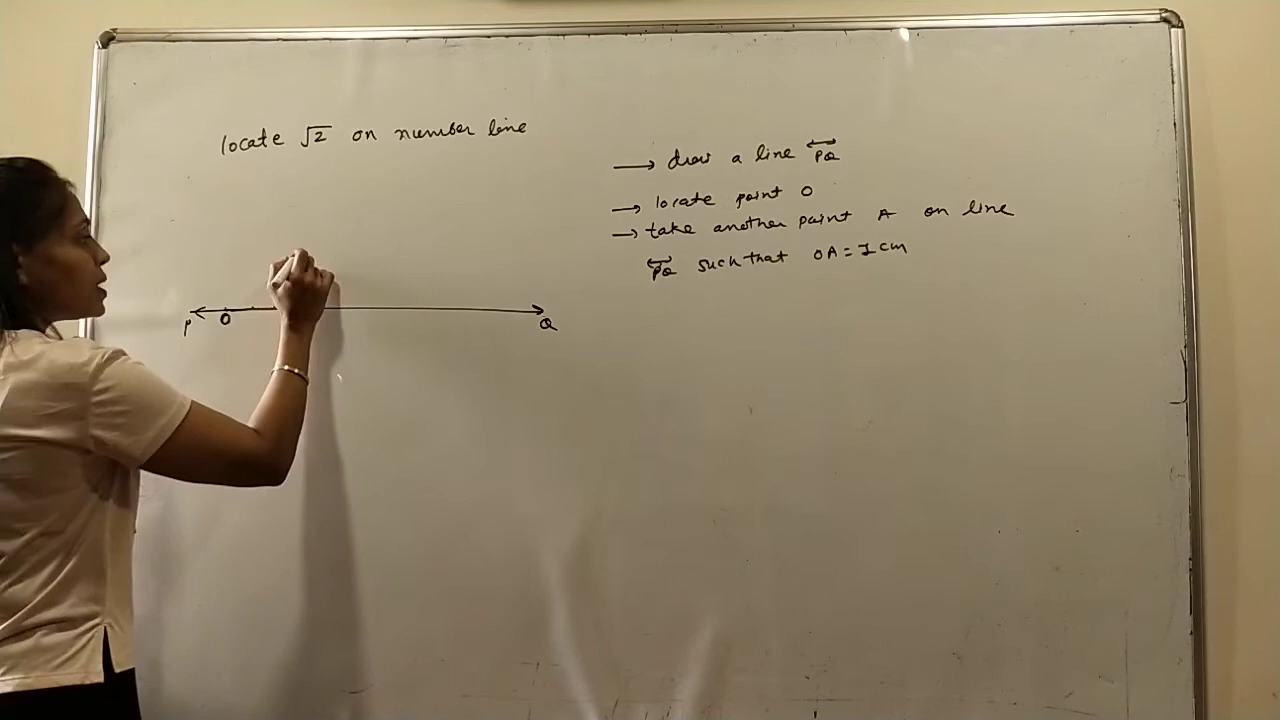 locate √2 on number line
→ draw a line PQ
→ locate point O
→ take another point A on line
PQ such that OA = 1 cm
P O Q